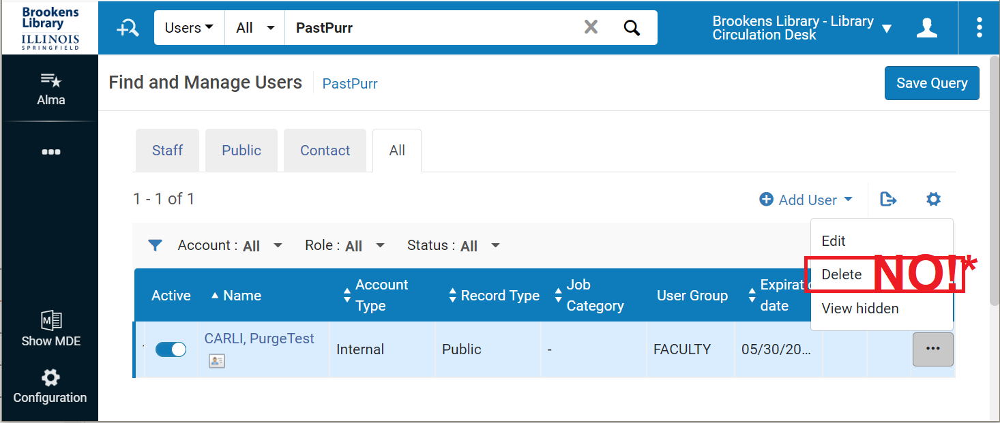 Brookens
Library
ILLINOIS
SPRINGFIELD
Users
All
PastPurr
Brookens Library - Library
Circulation Desk
Alma
Find and Manage Users
PastPurr
Save Query
Staff
Public
Contact
All
1 - 1 of 1
Add User
Account : All
Role : All
Status : All
Edit
Delete
NO!*
View hidden
Active
Name
Account
Type
Record Type
Job
Category
User Group
date
CARLI, PurgeTest
Internal
Public
-
FACULTY
05/30/20...
Show MDE
Configuration